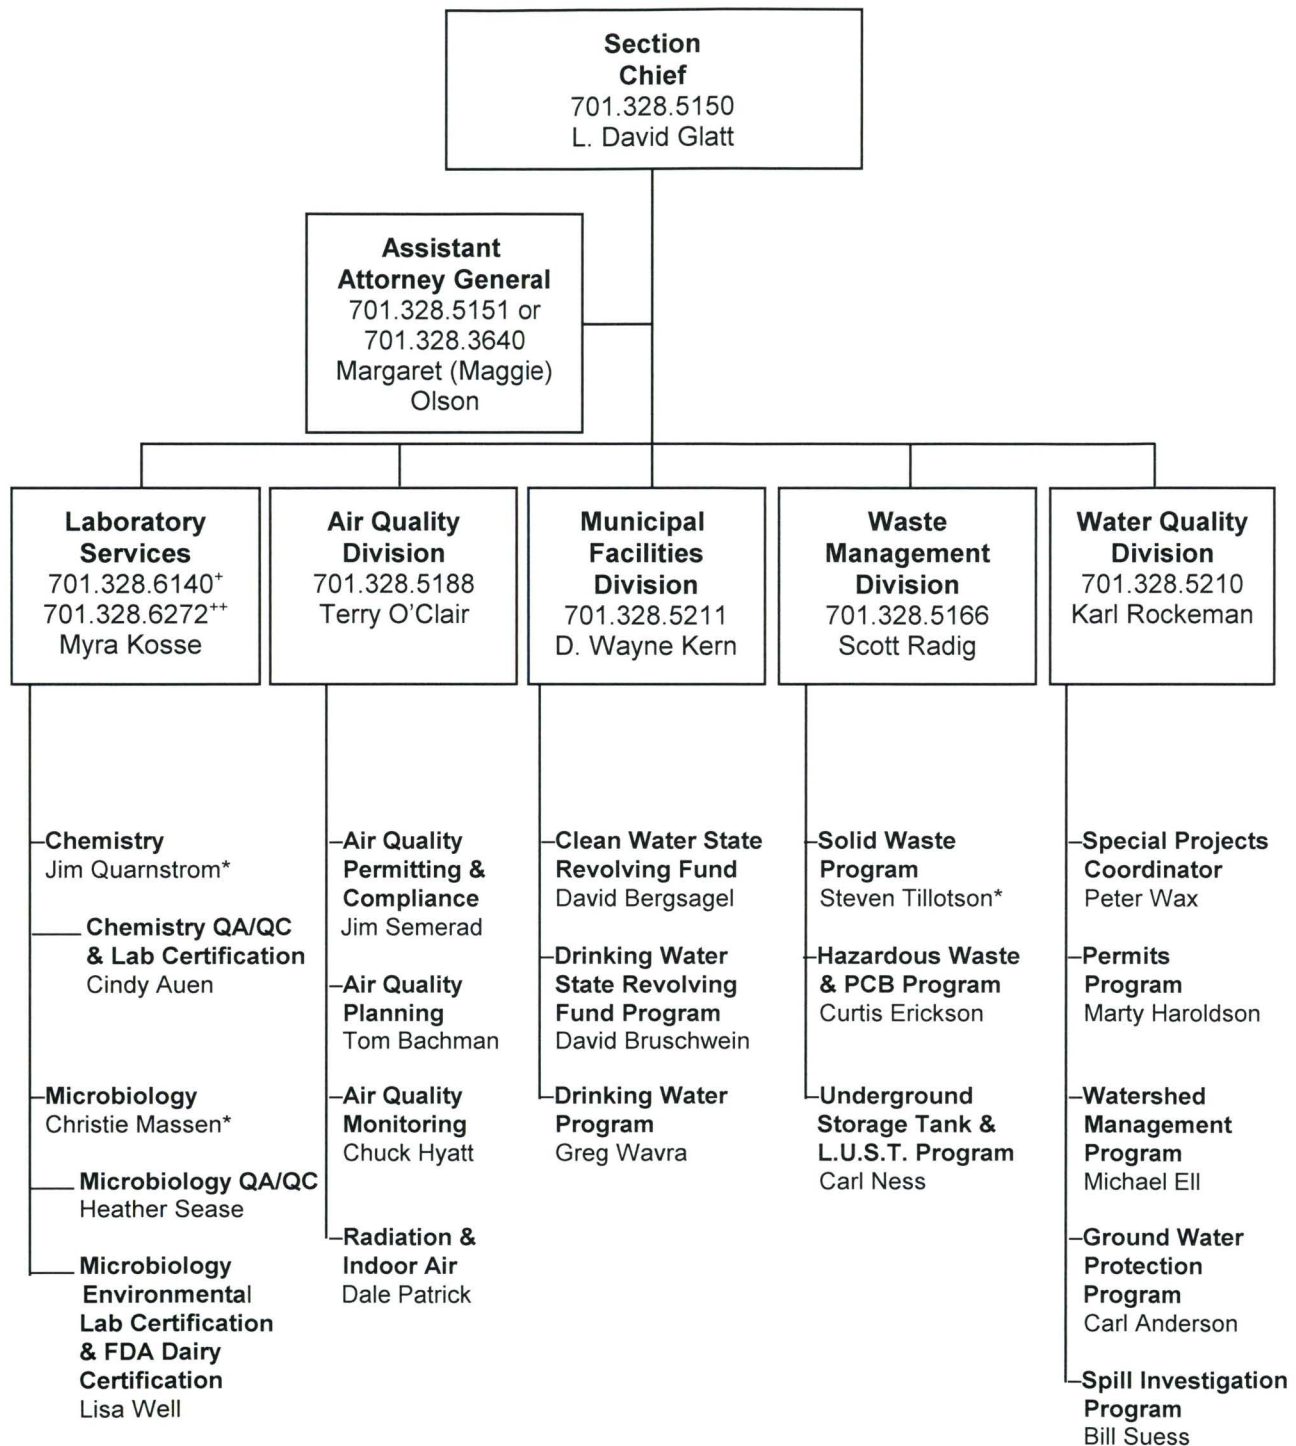 Section
Chief
701.328.5150
L. David Glatt
Assistant
Attorney General
701.328.5151 or
701.328.3640
Margaret (Maggie)
Olson
Laboratory
Services
701.328.6140+
701.328.6272++
Myra Kosse
Air Quality
Division
701.328.5188
Terry O'Clair
Municipal
Facilities
Division
701.328.5211
D. Wayne Kern
Waste
Management
Division
701.328.5166
Scott Radig
Water Quality
Division
701.328.5210
Karl Rockeman
Chemistry
Jim Quarnstrom*
Chemistry QA/QC
& Lab Certification
Cindy Auen
Microbiology
Christie Massen*
Microbiology QA/QC
Heather Sease
Microbiology
Environmental
Lab Certification
& FDA Dairy
Certification
Lisa Well
Air Quality
Permitting &
Compliance
Jim Semerad
Air Quality
Planning
Tom Bachman
Air Quality
Monitoring
Chuck Hyatt
Radiation &
Indoor Air
Dale Patrick
Clean Water State
Revolving Fund
David Bergsagel
Drinking Water
State Revolving
Fund Program
David Bruschwein
Drinking Water
Program
Greg Wavra
Solid Waste
Program
Steven Tillotson*
Hazardous Waste
& PCB Program
Curtis Erickson
Underground
Storage Tank &
L.U.S.T. Program
Carl Ness
Special Projects
Coordinator
Peter Wax
Permits
Program
Marty Haroldson
Watershed
Management
Program
Michael Ell
Ground Water
Protection
Program
Carl Anderson
Spill Investigation
Program
Bill Suess